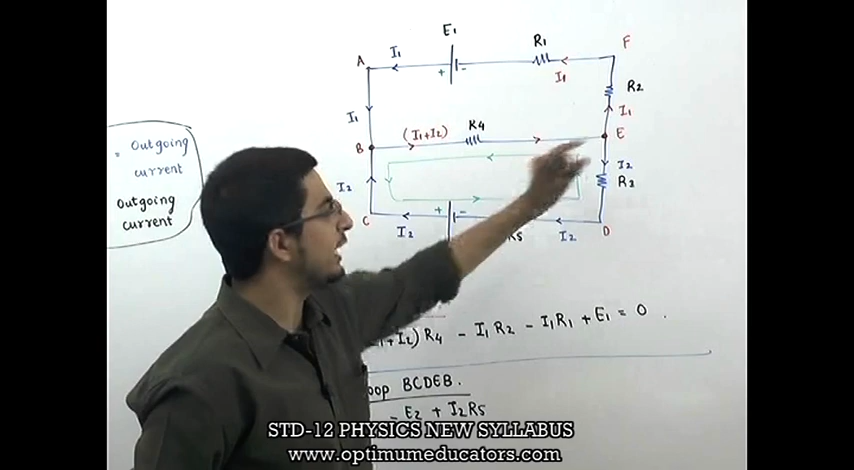 E1
R1
F
A
I1
+ -
I1
R2
I1
I1
= Outgoing
current
outgoing
current
B
(I1+I2)
R4
E
I2
I2
R3
+ -
C
I2
R5
I2
D
+I2) R4 - I1R2 - I1R1 + E1 = 0 .
oop BCDEB.
- E2 + I2R5
STD-12 PHYSICS NEW SYLLABUS
www.optimumeducators.com